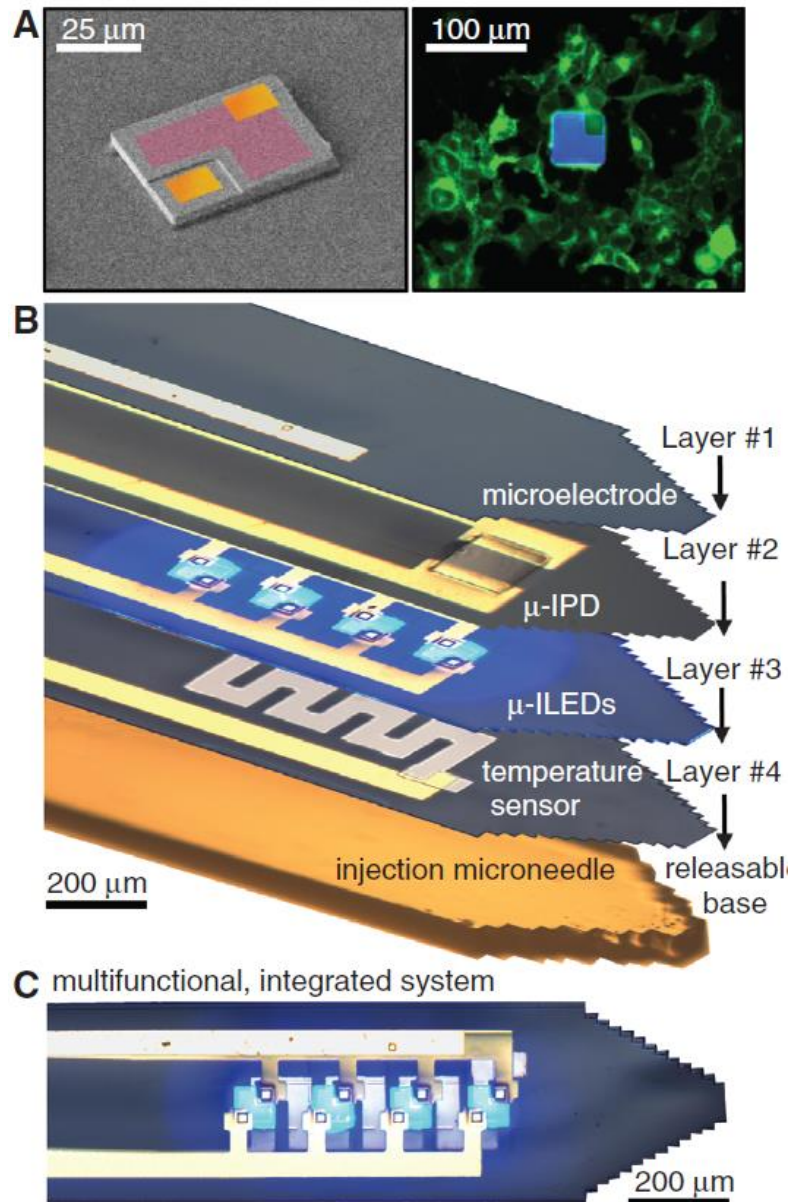 A
25 μm
100 μm
B
Layer #1
microelectrode
Layer #2
μ-IPD
Layer #3
μ-ILEDs
Layer #4
temperature
sensor
injection microneedle
releasable
base
200 μm
C multifunctional, integrated system
200 μm